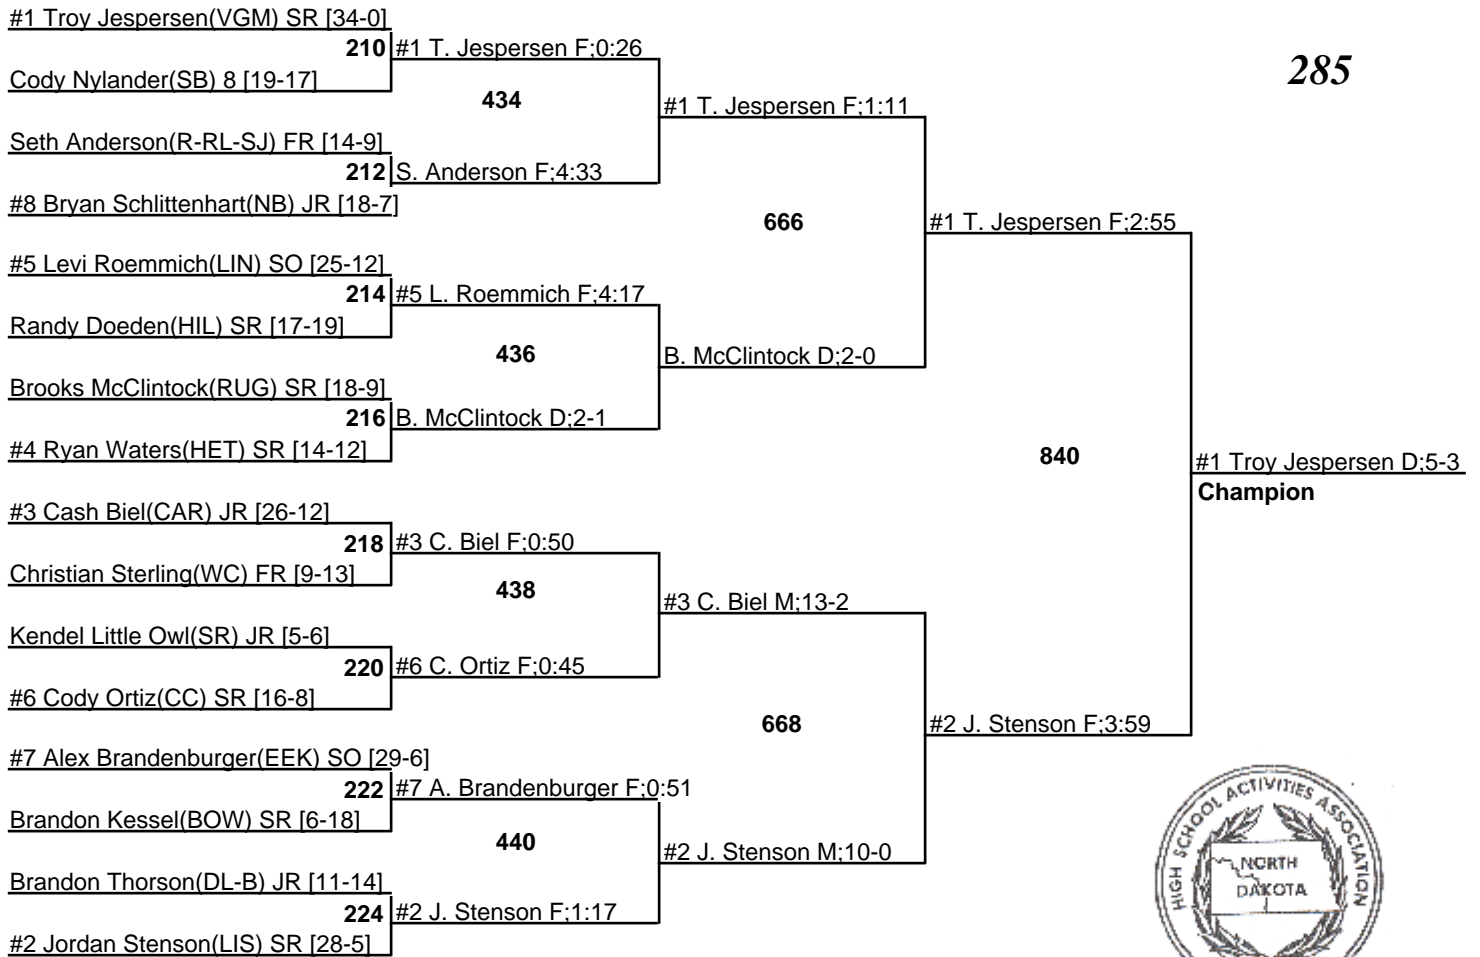 #1 Troy Jespersen(VGM) SR [34-0]
210 #1 T. Jespersen F;0:26
285
Cody Nylander(SB) 8 [19-17]
434
#1 T. Jespersen F;1:11
Seth Anderson(R-RL-SJ) FR [14-9]
212 S. Anderson F;4:33
#8 Bryan Schlittenhart(NB) JR [18-7]
666
#1 T. Jespersen F;2:55
#5 Levi Roemmich(LIN) SO [25-12]
214 #5 L. Roemmich F;4:17
Randy Doeden(HIL) SR [17-19]
436
B. McClintock D;2-0
Brooks McClintock(RUG) SR [18-9]
216 B. McClintock D;2-1
#4 Ryan Waters(HET) SR [14-12]
840
#1 Troy Jespersen D;5-3
Champion
#3 Cash Biel(CAR) JR [26-12]
218 #3 C. Biel F;0:50
Christian Sterling(WC) FR [9-13]
438
#3 C. Biel M;13-2
Kendel Little Owl(SR) JR [5-6]
220 #6 C. Ortiz F;0:45
#6 Cody Ortiz(CC) SR [16-8]
668
#2 J. Stenson F;3:59
#7 Alex Brandenburger(EEK) SO [29-6]
222 #7 A. Brandenburger F;0:51
Brandon Kessel(BOW) SR [6-18]
440
#2 J. Stenson M;10-0
Brandon Thorson(DL-B) JR [11-14]
224 #2 J. Stenson F;1:17
#2 Jordan Stenson(LIS) SR [28-5]
HIGH SCHOOL ACTIVITIES ASSOCIATION
NORTH
DAKOTA